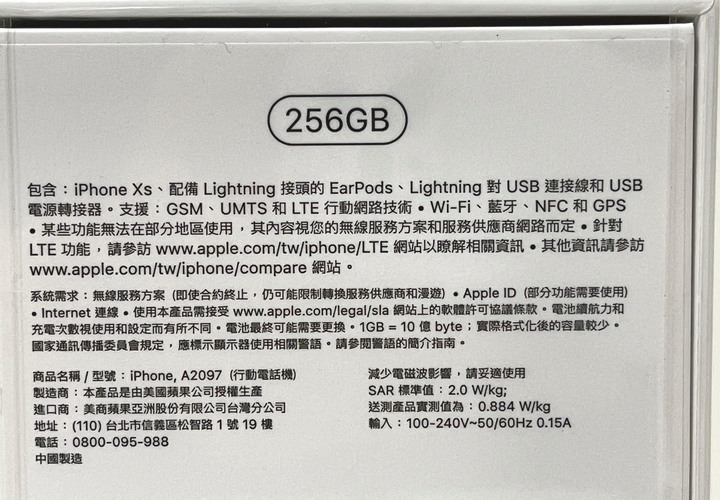 256GB
包含：iPhone Xs、配備 Lightning 接頭的 EarPods、Lightning 對 USB 連接線和 USB
電源轉接器。支援：GSM、UMTS 和 LTE 行動網路技術 • Wi-Fi、藍牙、NFC 和 GPS
• 某些功能無法在部分地區使用，其內容視您的無線服務方案和服務供應商網路而定 • 針對
LTE 功能，請參訪 www.apple.com/tw/iphone/LTE 網站以瞭解相關資訊 • 其他資訊請參訪
www.apple.com/tw/iphone/compare 網站。
系統需求：無線服務方案 (即使合約終止，仍可能限制轉換服務供應商和漫遊) • Apple ID (部分功能需要使用)
• Internet 連線 • 使用本產品需接受 www.apple.com/legal/sla 網站上的軟體許可協議條款。電池續航力和
充電次數視使用和設定而有所不同。電池最終可能需要更換。1GB = 10 億 byte；實際格式化後的容量較少。
國家通訊傳播委員會規定，應標示顯示器使用相關警語。請參閱警語的簡介指南。
商品名稱 / 型號：iPhone, A2097 (行動電話機)
製造商：本產品是由美國蘋果公司授權生產
進口商：美商蘋果亞洲股份有限公司台灣分公司
地址：(110) 台北市信義區松智路 1 號 19 樓
電話：0800-095-988
中國製造
減少電磁波影響，請妥適使用
SAR 標準值：2.0 W/kg;
送測產品實測值為：0.884 W/kg
輸入：100-240V~50/60Hz 0.15A